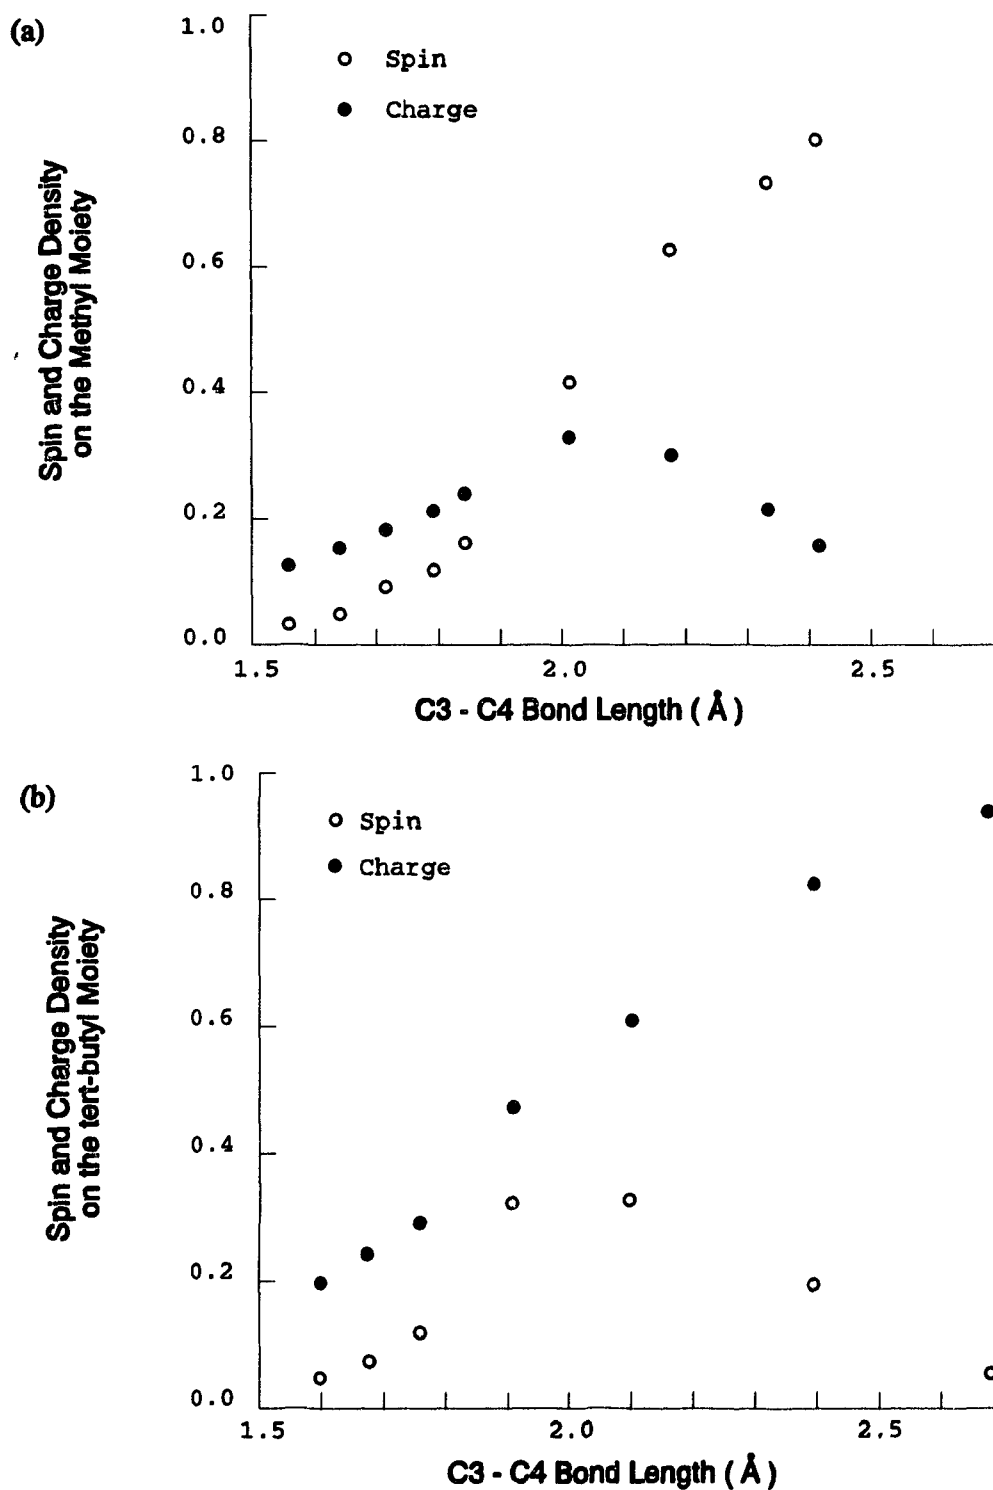 (a)
1.0
Spin
Charge
0.8
0.6
0.4
0.2
0.0
Spin and Charge Density
on the Methyl Moiety
1.5
2.0
2.5
C3 - C4 Bond Length ( Å )
(b)
1.0
Spin
Charge
0.8
0.6
0.4
0.2
0.0
Spin and Charge Density
on the tert-butyl Moiety
1.5
2.0
2.5
C3 - C4 Bond Length ( Å )